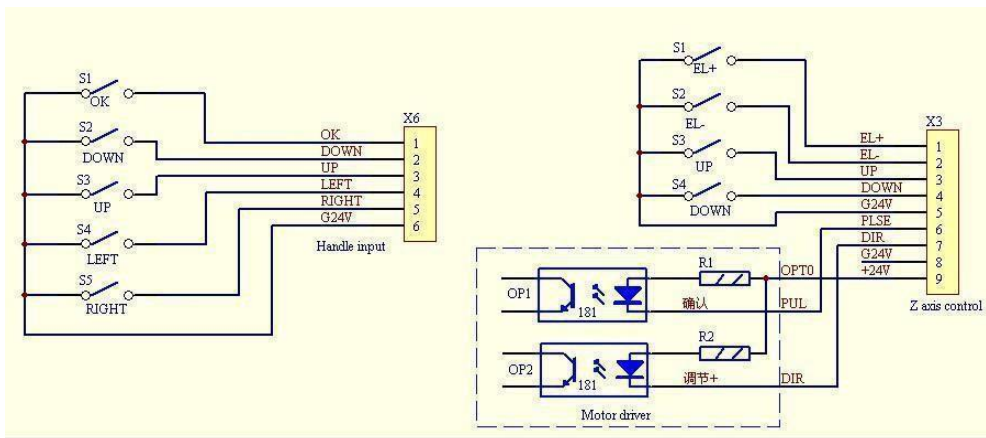 S1
OK
S2
DOWN
S3
UP
S4
LEFT
S5
RIGHT
OK
DOWN
UP
LEFT
RIGHT
G24V
X6
1
2
3
4
5
6
Handle input
S1
EL+
S2
EL-
S3
UP
S4
DOWN
EL+
EL-
UP
DOWN
G24V
PLSE
DIR
G24V
+24V
X3
1
2
3
4
5
6
7
8
9
Z axis control
OP1
181
R1
OPT0
确认
PUL
OP2
181
R2
调节+
DIR
Motor driver